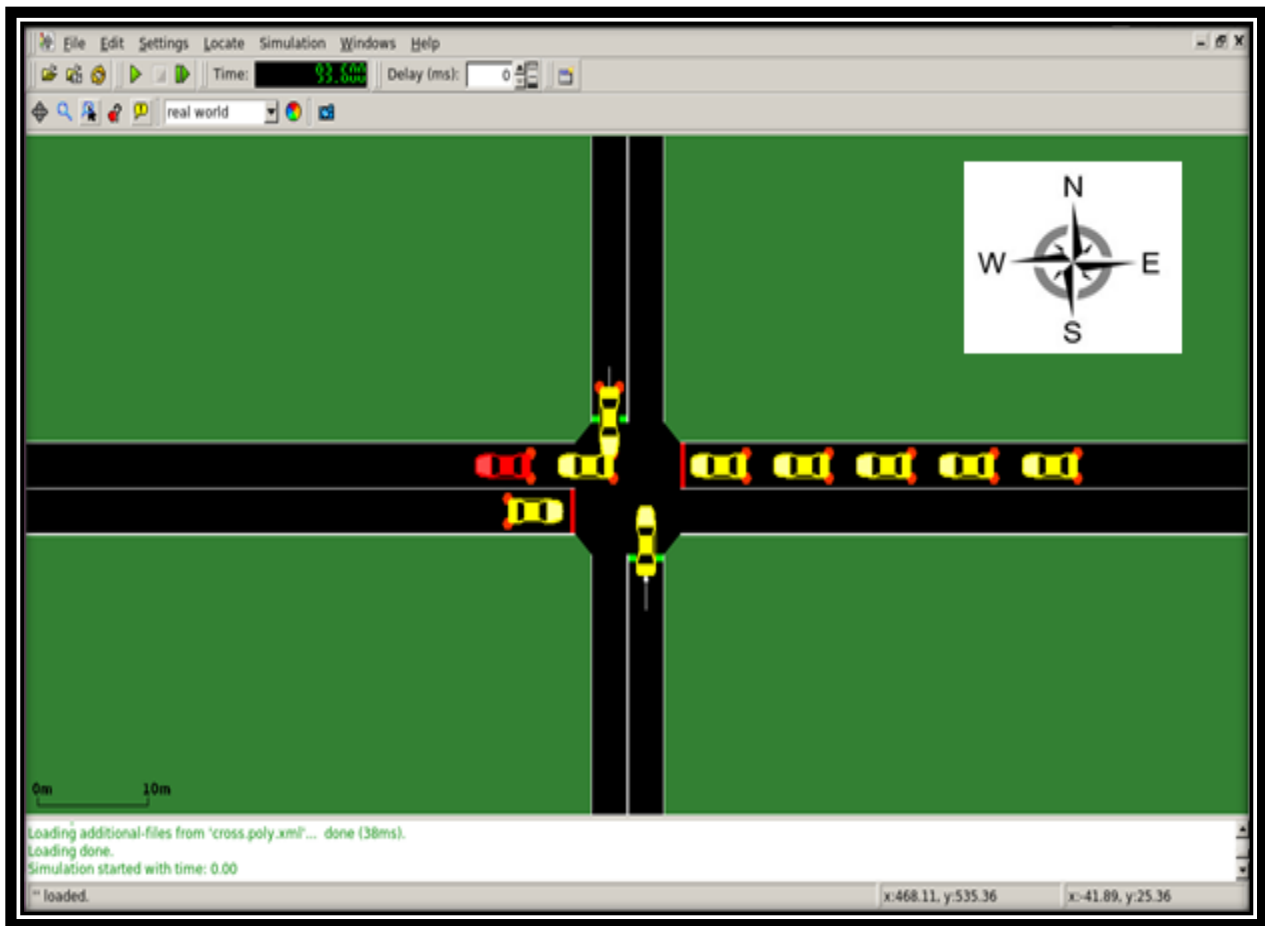 File Edit Settings Locate Simulation Windows Help
Time: 93.600 Delay (ms): 0
real world
N
W E
S
0m 10m
Loading additional-files from 'cross.poly.xml'... done (38ms).
Loading done.
Simulation started with time: 0.00
'' loaded.
x:468.11, y:535.36
x:-41.89, y:25.36